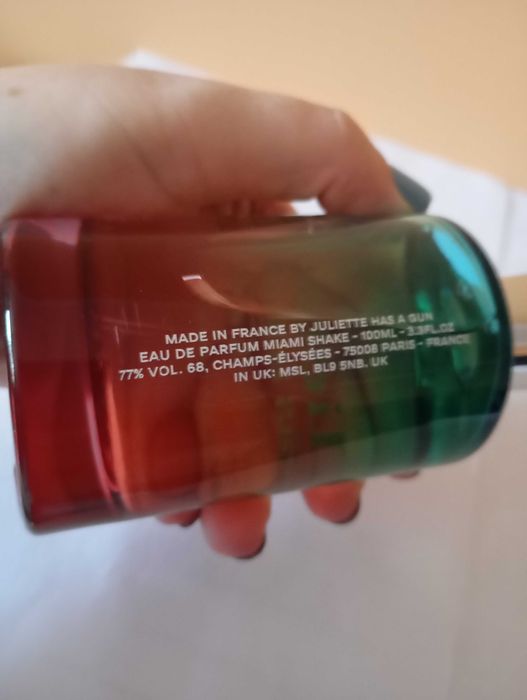 MADE IN FRANCE BY JULIETTE HAS A GUN
EAU DE PARFUM MIAMI SHAKE - 100ML - 3.3FL.OZ
77% VOL. 68, CHAMPS-ÉLYSÉES - 75008 PARIS - FRANCE
IN UK: MSL, BL9 5NB. UK